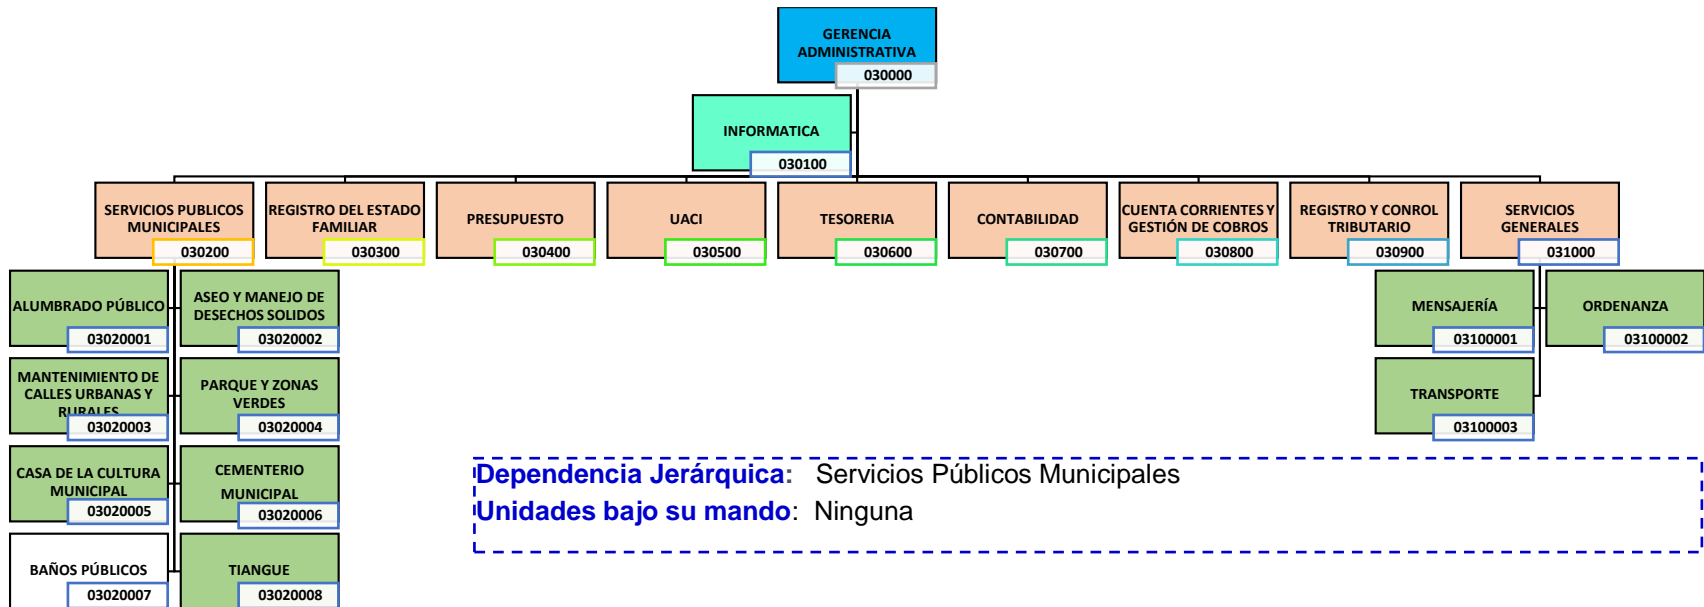 GERENCIA
ADMINISTRATIVA
030000
INFORMATICA
030100
SERVICIOS PUBLICOS
MUNICIPALES
030200
REGISTRO DEL ESTADO
FAMILIAR
030300
PRESUPUESTO
030400
UACI
030500
TESORERIA
030600
CONTABILIDAD
030700
CUENTA CORRIENTES Y
GESTIÓN DE COBROS
030800
REGISTRO Y CONROL
TRIBUTARIO
030900
SERVICIOS
GENERALES
031000
ALUMBRADO PÚBLICO
03020001
ASEO Y MANEJO DE
DESECHOS SOLIDOS
03020002
MENSAJERÍA
03100001
ORDENANZA
03100002
MANTENIMIENTO DE
CALLES URBANAS Y
RURALES
03020003
PARQUE Y ZONAS
VERDES
03020004
TRANSPORTE
03100003
CASA DE LA CULTURA
MUNICIPAL
03020005
CEMENTERIO
MUNICIPAL
03020006
Dependencia Jerárquica: Servicios Públicos Municipales
Unidades bajo su mando: Ninguna
BAÑOS PÚBLICOS
03020007
TIANGUE
03020008